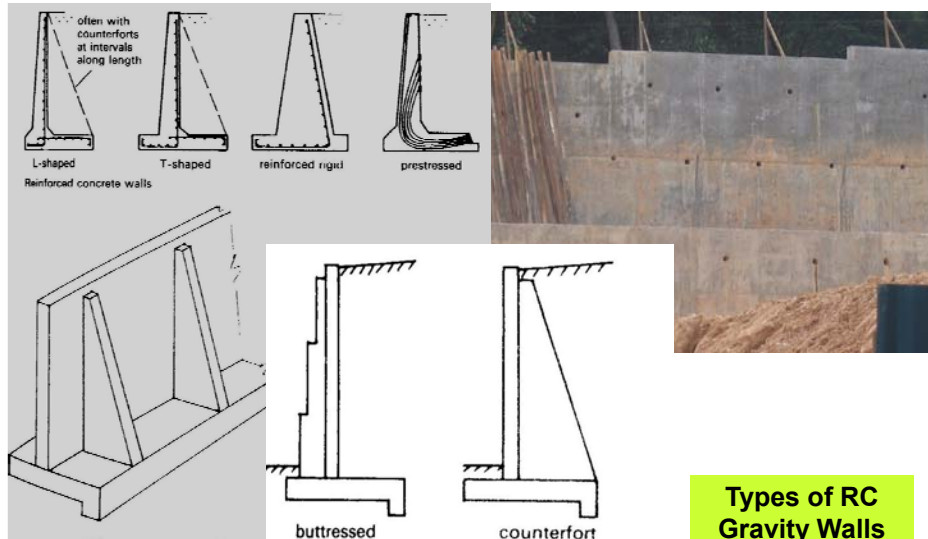 often with
counterforts
at intervals
along length
L-shaped
T-shaped
reinforced rigid
prestressed
Reinforced concrete walls
buttressed
counterfort
Types of RC
Gravity Walls